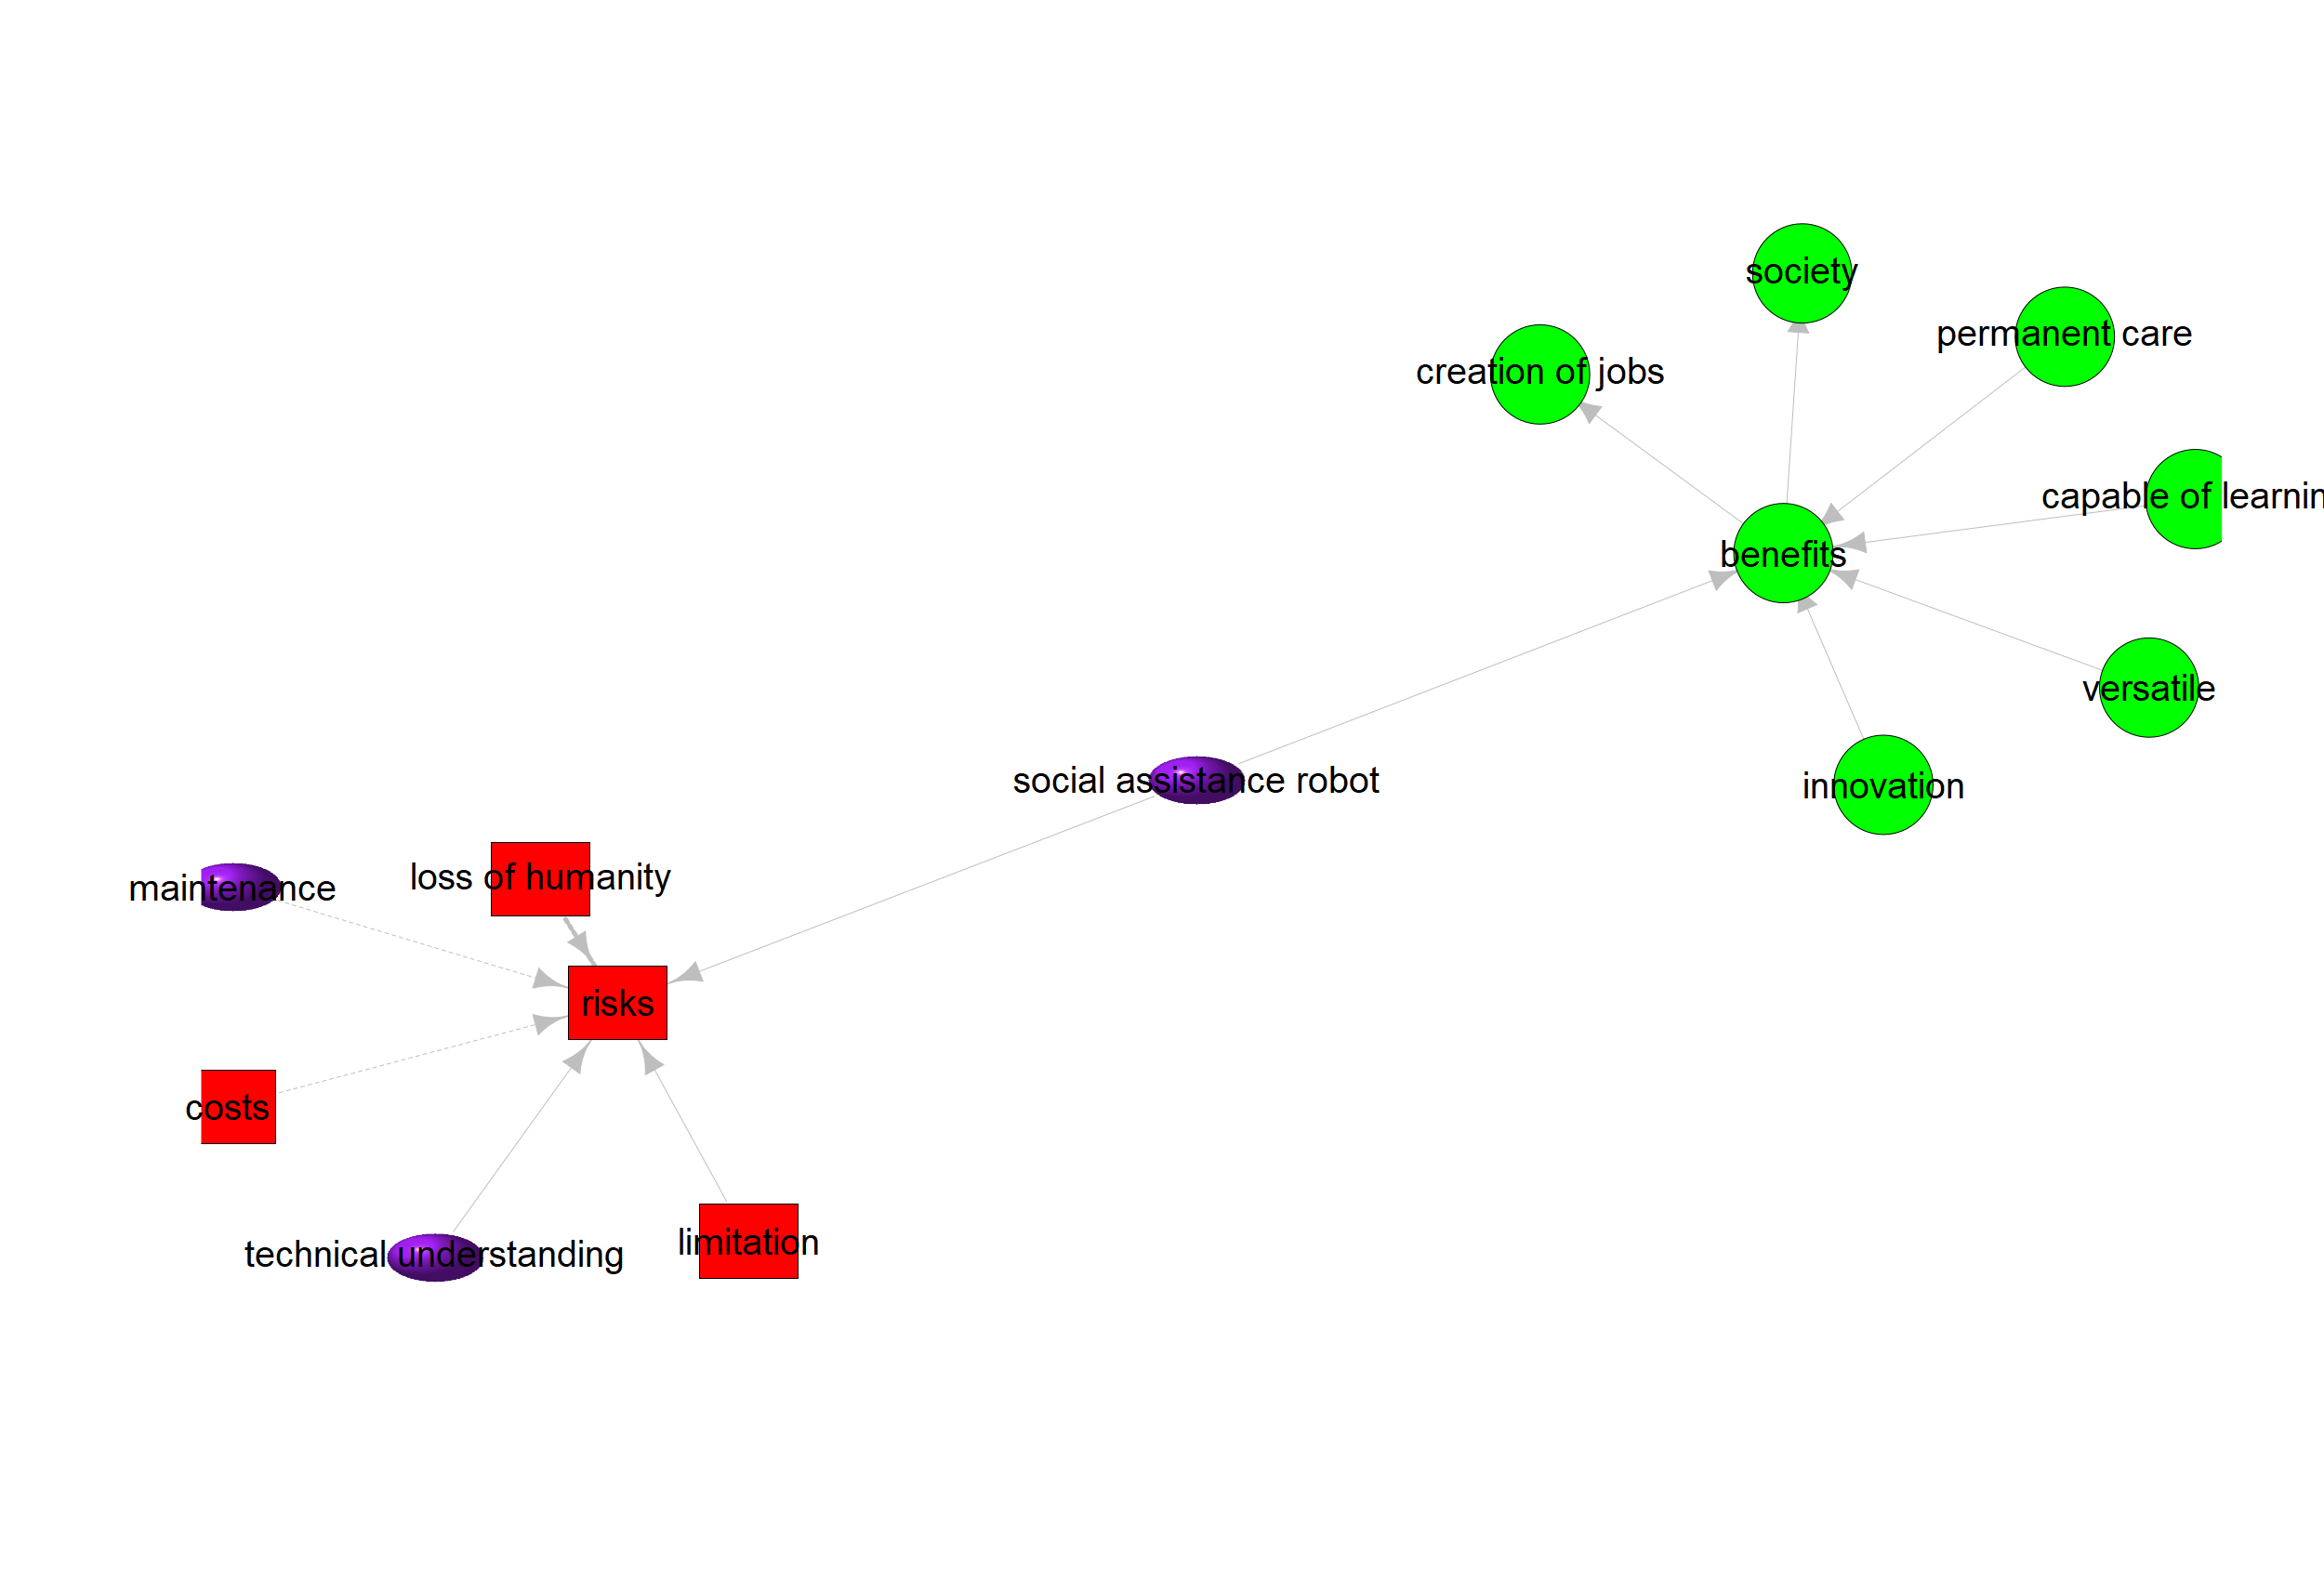 society
permanent care
creation of jobs
capable of learnin
benefits
versatile
social assistance robot
innovation
loss of humanity
maintenance
risks
costs
limitation
technical understanding